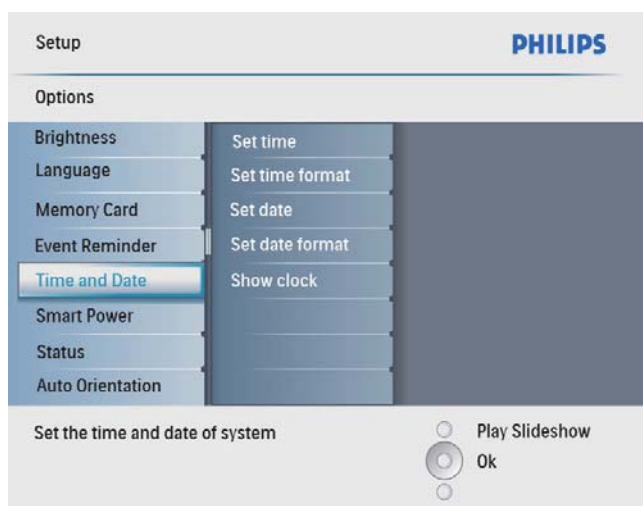 Setup
PHILIPS
Options
Brightness
Language
Memory Card
Event Reminder
Time and Date
Smart Power
Status
Auto Orientation
Set time
Set time format
Set date
Set date format
Show clock
Set the time and date of system
Play Slideshow
Ok